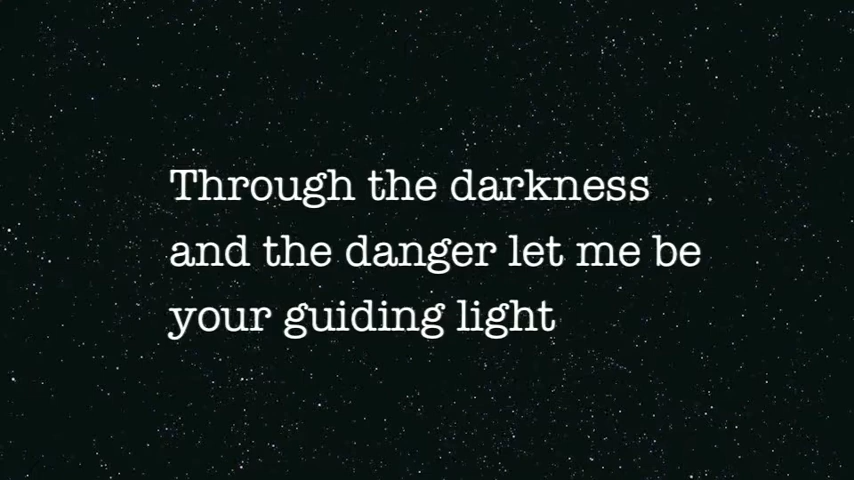 Through the darkness
and the danger let me be
your guiding light